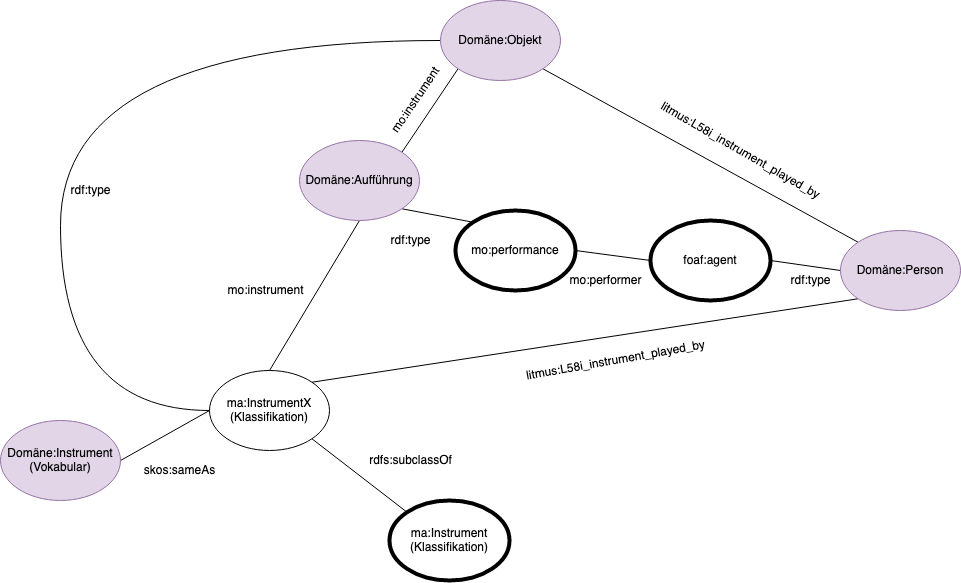 Domäne:Objekt
mo:instrument
litmus:L58i_instrument_played_by
rdf:type
Domäne:Aufführung
rdf:type
mo:performance
mo:performer
foaf:agent
rdf:type
Domäne:Person
mo:instrument
litmus:L58i_instrument_played_by
ma:InstrumentX
(Klassifikation)
Domäne:Instrument
(Vokabular)
skos:sameAs
rdfs:subclassOf
ma:Instrument
(Klassifikation)